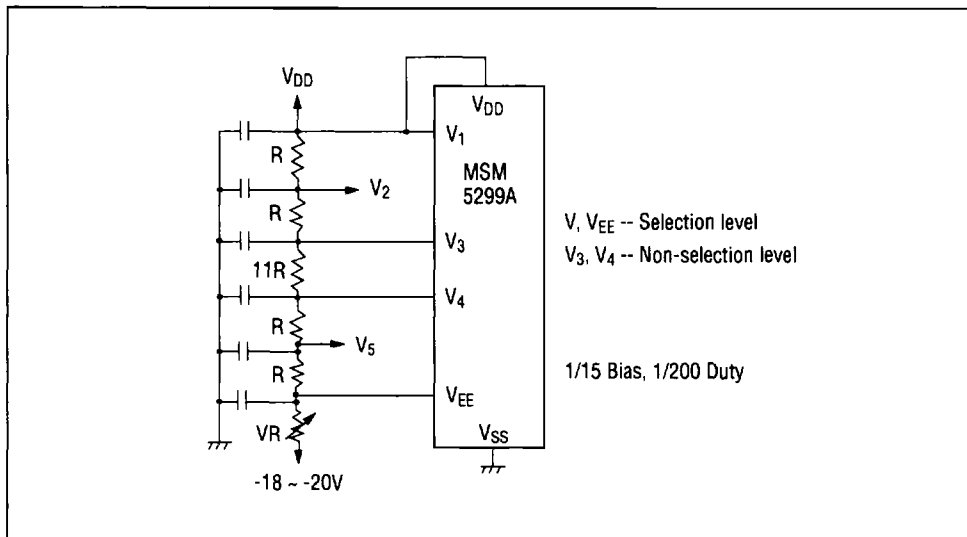 VDD
VDD
V1
R
MSM
5299A
V2
R
V, VEE -- Selection level
V3
V3, V4 -- Non-selection level
11R
V4
R
V5
1/15 Bias, 1/200 Duty
R
VEE
VR
VSS
-18 ~ -20V